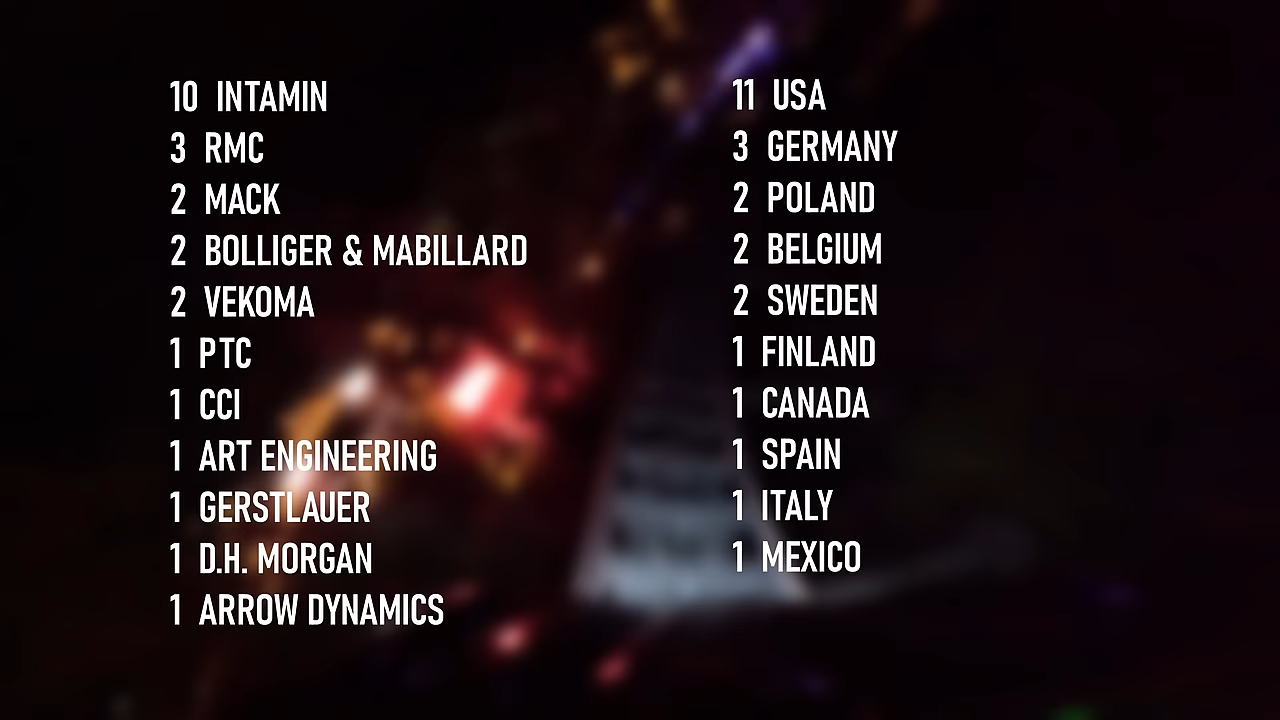 10 INTAMIN
3 RMC
2 MACK
2 BOLLIGER & MABILLARD
2 VEKOMA
1 PTC
1 CCI
1 ART ENGINEERING
1 GERSTLAUER
1 D.H. MORGAN
1 ARROW DYNAMICS
11 USA
3 GERMANY
2 POLAND
2 BELGIUM
2 SWEDEN
1 FINLAND
1 CANADA
1 SPAIN
1 ITALY
1 MEXICO